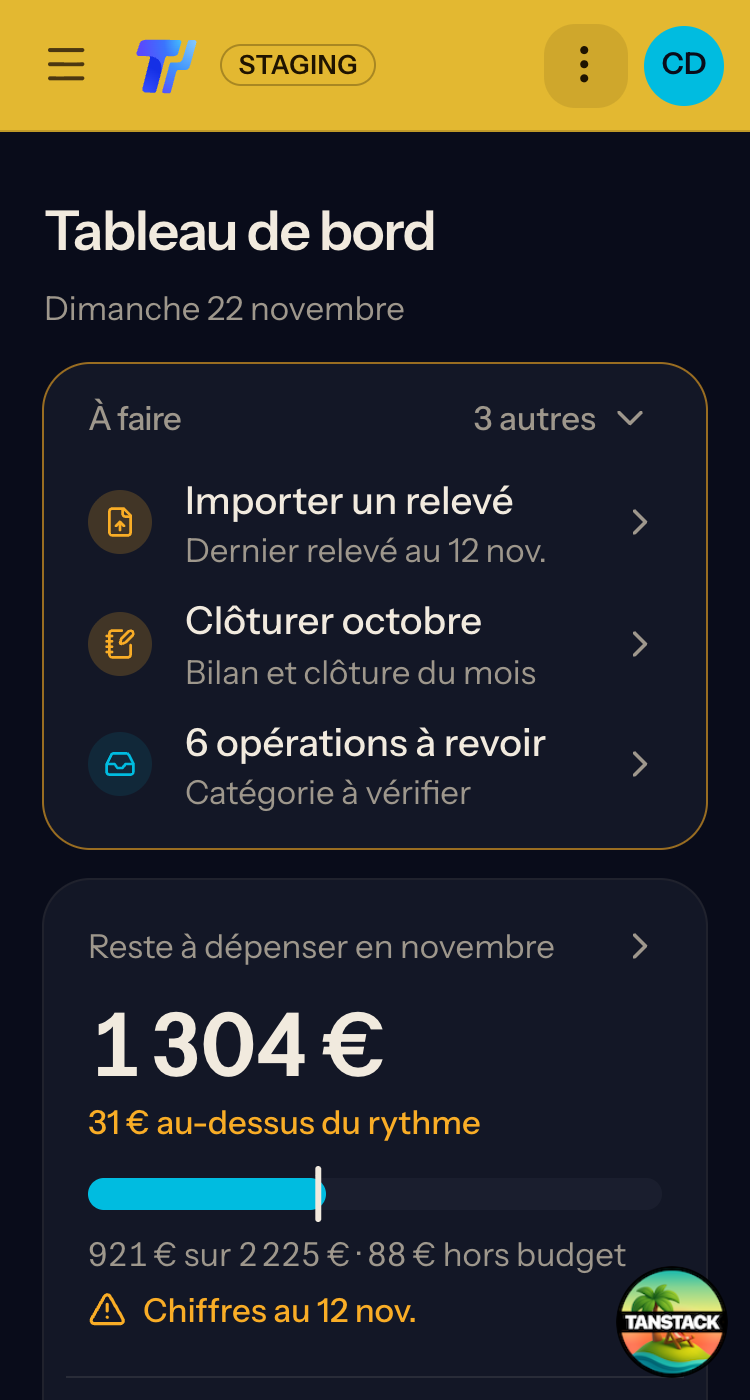 STAGING
CD
Tableau de bord
Dimanche 22 novembre
À faire
3 autres
Importer un relevé
Dernier relevé au 12 nov.
Clôturer octobre
Bilan et clôture du mois
6 opérations à revoir
Catégorie à vérifier
Reste à dépenser en novembre
1 304 €
31 € au-dessus du rythme
921 € sur 2 225 € · 88 € hors budget
Chiffres au 12 nov.
TANSTACK